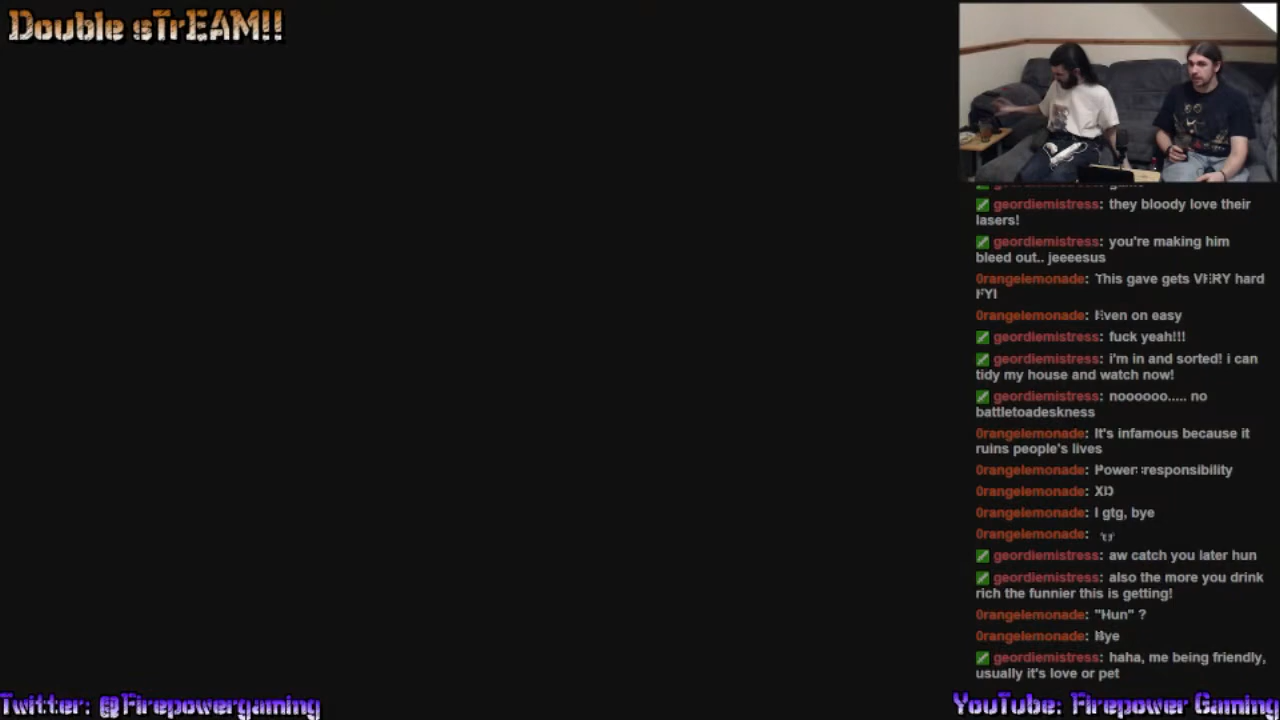 Double sTrEAM!!
geordiemistress: they bloody love their
lasers!
geordiemistress: you're making him
bleed out.. jeeeesus
0rangelemonade: This gave gets VERY hard
FYI
0rangelemonade: Even on easy
geordiemistress: fuck yeah!!!
geordiemistress: i'm in and sorted! i can
tidy my house and watch now!
geordiemistress: noooooo..... no
battletoadeskness
0rangelemonade: It's infamous because it
ruins people's lives
0rangelemonade: Power: responsibility
0rangelemonade: XD
0rangelemonade: I gtg, bye
0rangelemonade:
geordiemistress: aw catch you later hun
geordiemistress: also the more you drink
rich the funnier this is getting!
0rangelemonade: "Hun" ?
0rangelemonade: Bye
geordiemistress: haha, me being friendly,
usually it's love or pet
Twitter: @Firepowergaming
YouTube: Firepower Gaming